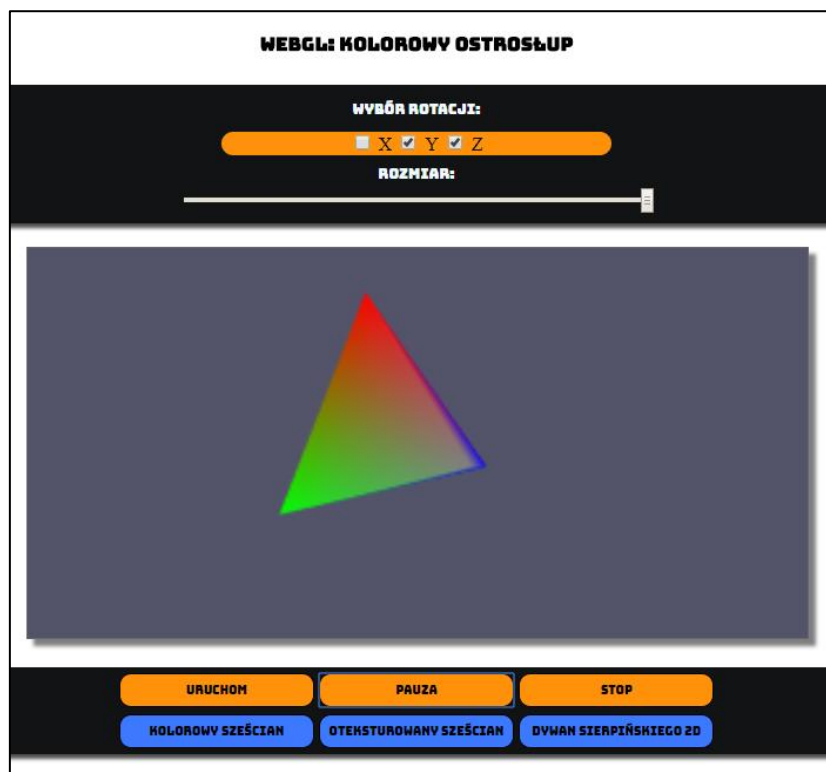 WEBGL: KOLOROWY OSTROSŁUP
WYBÓR ROTACJI:
X Y Z
ROZMIAR:
URUCHOM PAUZA STOP
KOLOROWY SZEŚCIAN OTEKSTUROWANY SZEŚCIAN DYWAN SIERPIŃSKIEGO 2D